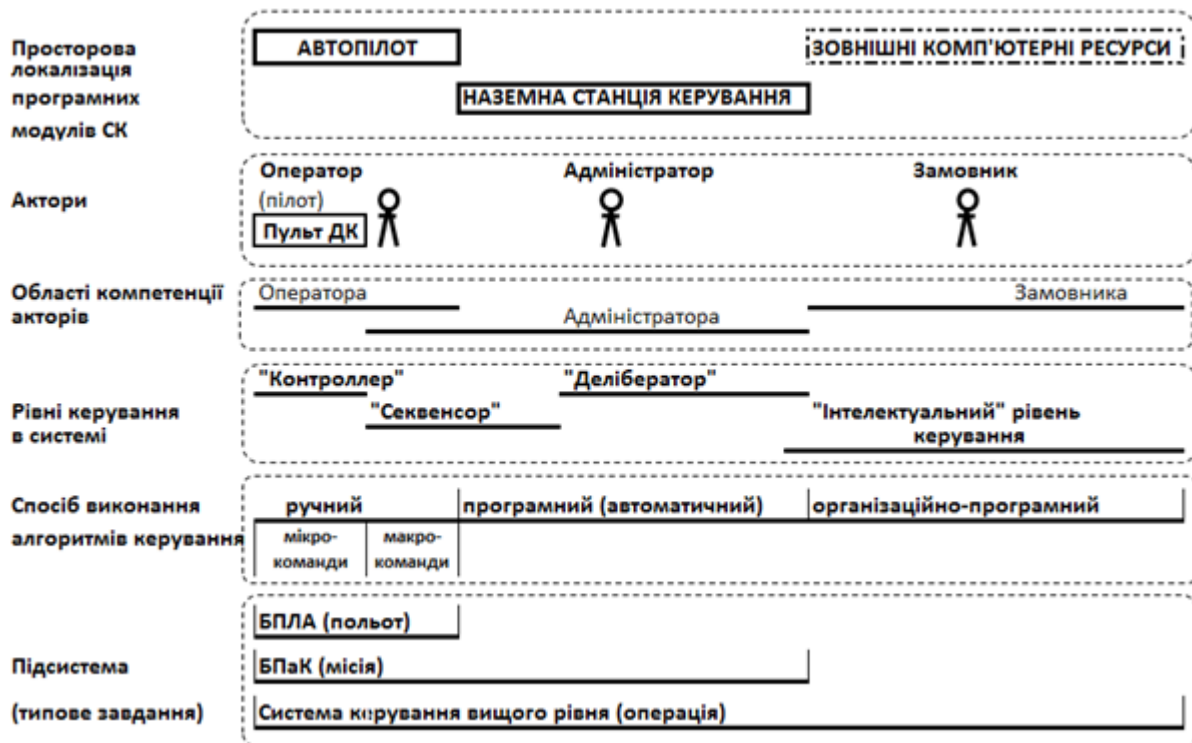 Просторова
локалізація
програмних
модулів СК
АВТОПІЛОТ
ЗОВНІШНІ КОМП'ЮТЕРНІ РЕСУРСИ
НАЗЕМНА СТАНЦІЯ КЕРУВАННЯ
Актори
Оператор
(пілот)
Пульт ДК
Адміністратор
Замовник
Області компетенції
акторів
Оператора
Замовника
Адміністратора
Рівні керування
в системі
"Контроллер"
"Делібератор"
"Секвенсор"
"Інтелектуальний" рівень
керування
Спосіб виконання
алгоритмів керування
ручний
програмний (автоматичний)
організаційно-програмний
мікро-
команди
макро-
команди
Підсистема
(типове завдання)
БПЛА (польот)
БПаК (місія)
Система керування вищого рівня (операція)